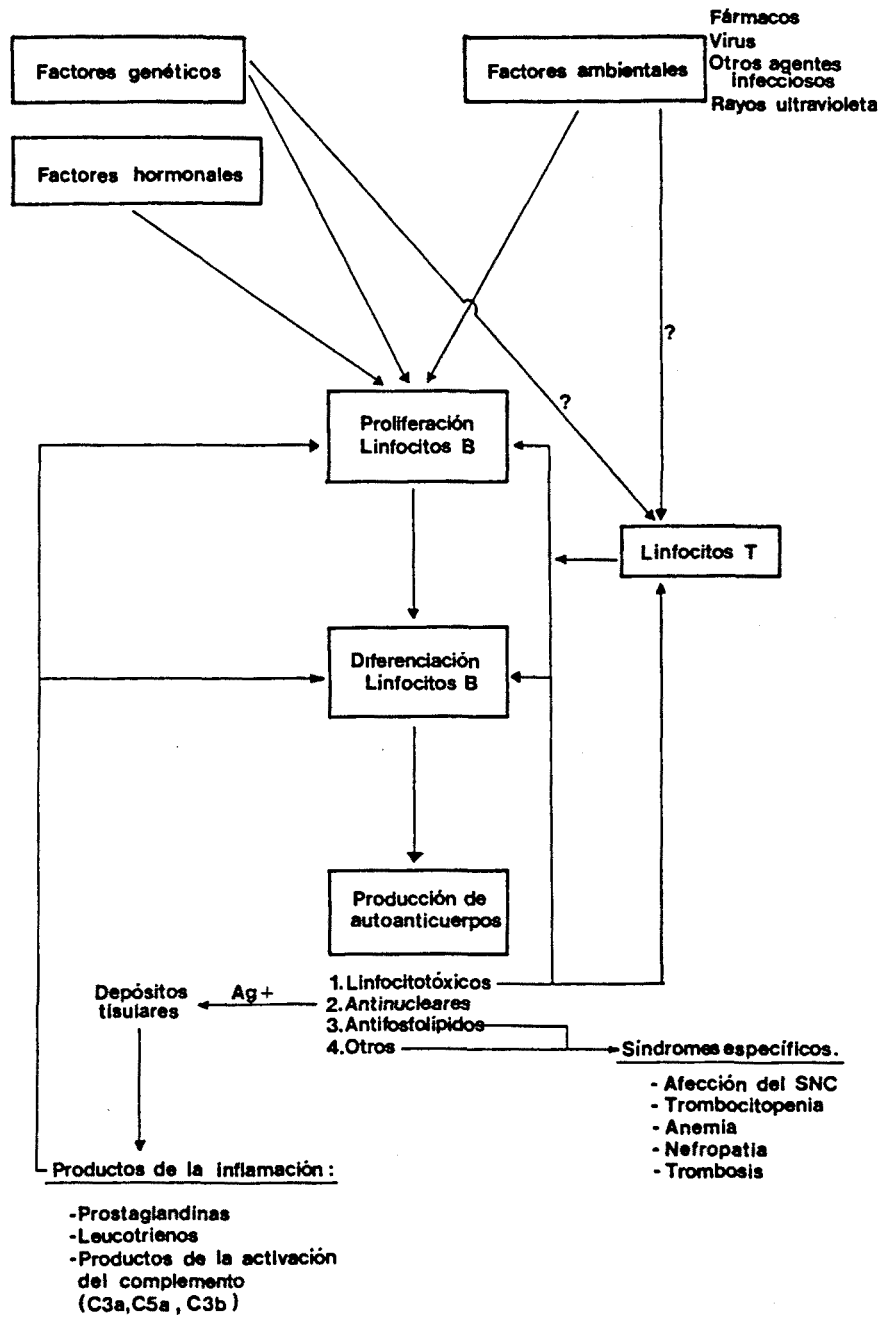 Fármacos
Virus
Otros agentes
infecciosos
Rayos ultravioleta
Factores genéticos
Factores ambientales
Factores hormonales
?
?
Proliferación
Linfocitos B
Linfocitos T
Diferenciación
Linfocitos B
Producción de
autoanticuerpos
1.Linfocitotóxicos
2.Antinucleares
3.Antifosfolípidos
4.Otros
Ag+
Depósitos
tisulares
Síndromes específicos.
- Afección del SNC
- Trombocitopenia
- Anemia
- Nefropatia
- Trombosis
Productos de la inflamación :
-Prostaglandinas
-Leucotrienos
-Productos de la activación
del complemento
(C3a,C5a , C3b )